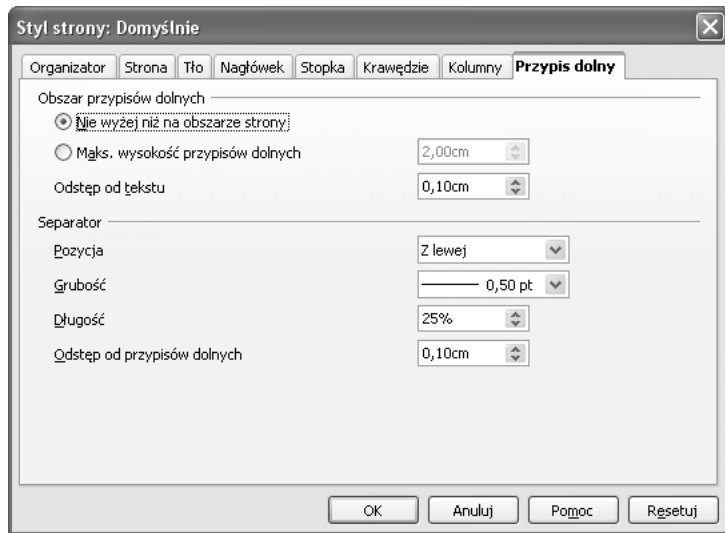 Styl strony: Domyślnie
Organizator Strona Tło Nagłówek Stopka Krawędzie Kolumny Przypis dolny
Obszar przypisów dolnych
Nie wyżej niż na obszarze strony
Maks. wysokość przypisów dolnych 2,00cm
Odstęp od tekstu 0,10cm
Separator
Pozycja Z lewej
Grubość 0,50 pt
Długość 25%
Odstęp od przypisów dolnych 0,10cm
OK Anuluj Pomoc Resetuj